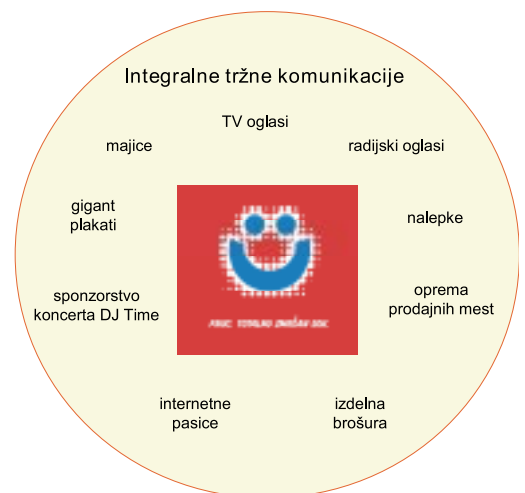 Integralne tržne komunikacije
TV oglasi
majice
radijski oglasi
gigant
plakati
nalepke
sponzorstvo
koncerta DJ Time
oprema
prodajnih mest
internetne
pasice
izdelna
brošura